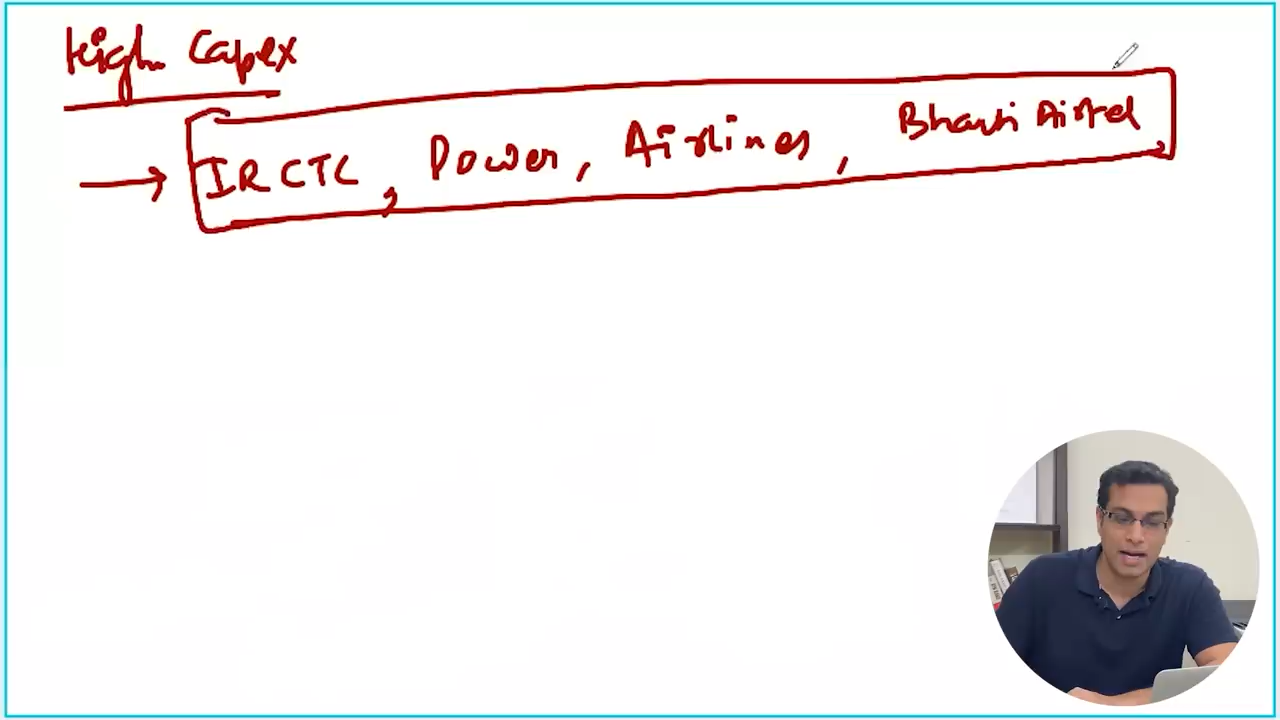 High Capex
→ IRCTC, Power, Airlines, Bharti Airtel